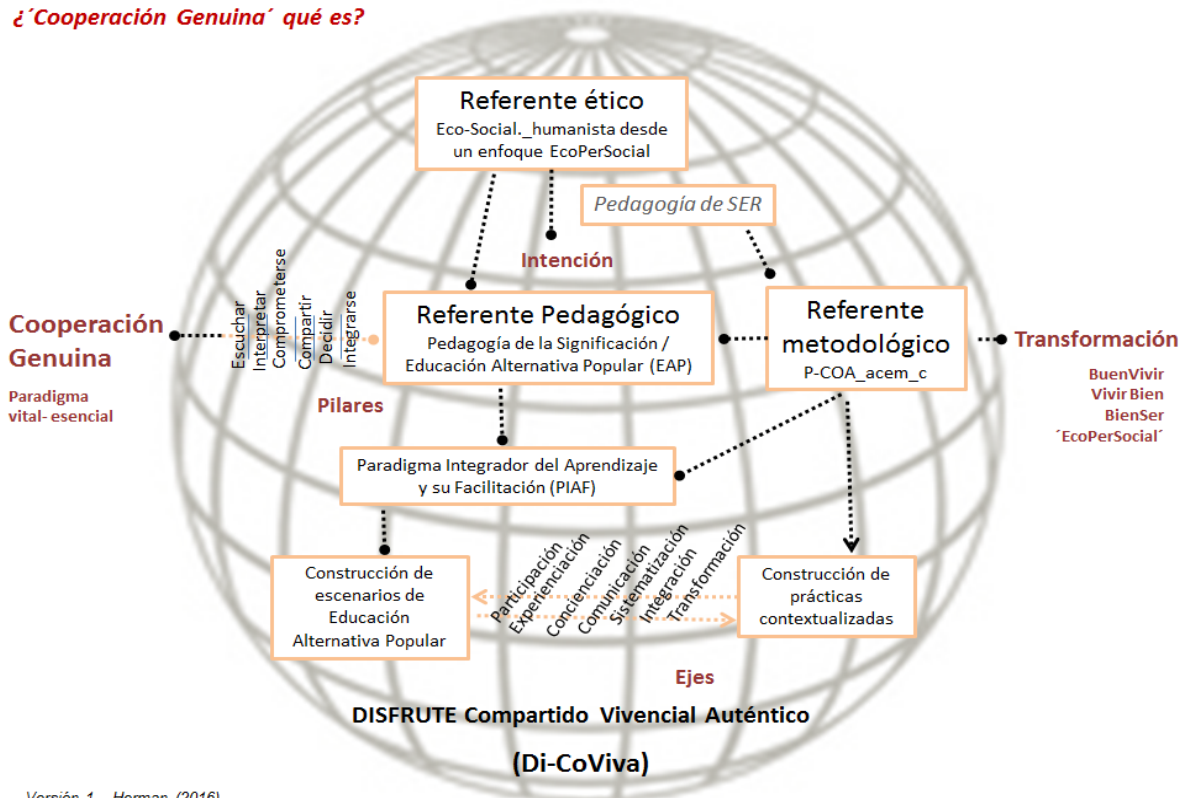 ¿´Cooperación Genuina´ qué es?
Referente ético
Eco-Social._humanista desde
un enfoque EcoPerSocial
Pedagogía de SER
Intención
Escuchar
Interpretar
Comprometerse
Compartir
Decidir
Integrarse
Cooperación
Genuina
Paradigma
vital- esencial
Referente Pedagógico
Pedagogía de la Significación /
Educación Alternativa Popular (EAP)
Referente
metodológico
P-COA_acem_c
Transformación
BuenVivir
Vivir Bien
BienSer
´EcoPerSocial´
Pilares
Paradigma Integrador del Aprendizaje
y su Facilitación (PIAF)
Construcción de
escenarios de
Educación
Alternativa Popular
Participación
Experienciación
Concienciación
Comunicación
Sistematización
Integración
Transformación
Construcción de
prácticas
contextualizadas
Ejes
DISFRUTE Compartido Vivencial Auténtico
(Di-CoViva)
Versión 1 Herman (2016)